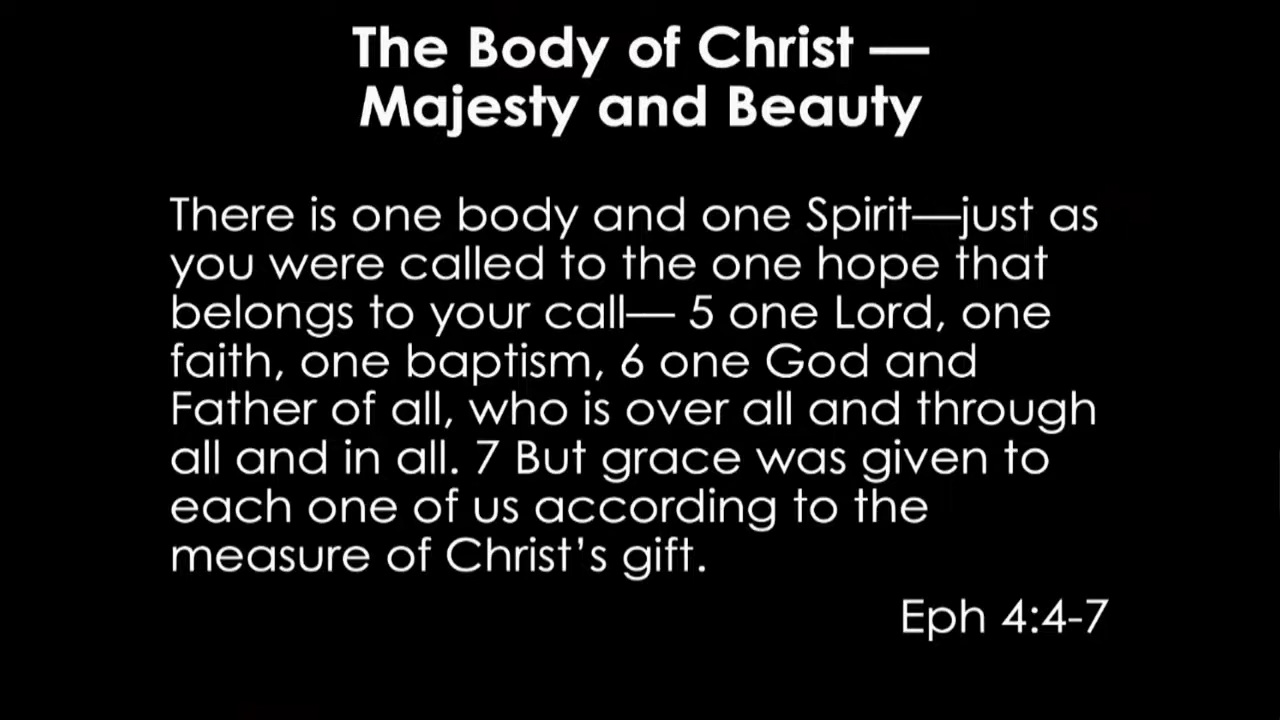 The Body of Christ —
Majesty and Beauty
There is one body and one Spirit—just as
you were called to the one hope that
belongs to your call— 5 one Lord, one
faith, one baptism, 6 one God and
Father of all, who is over all and through
all and in all. 7 But grace was given to
each one of us according to the
measure of Christ’s gift.
Eph 4:4-7